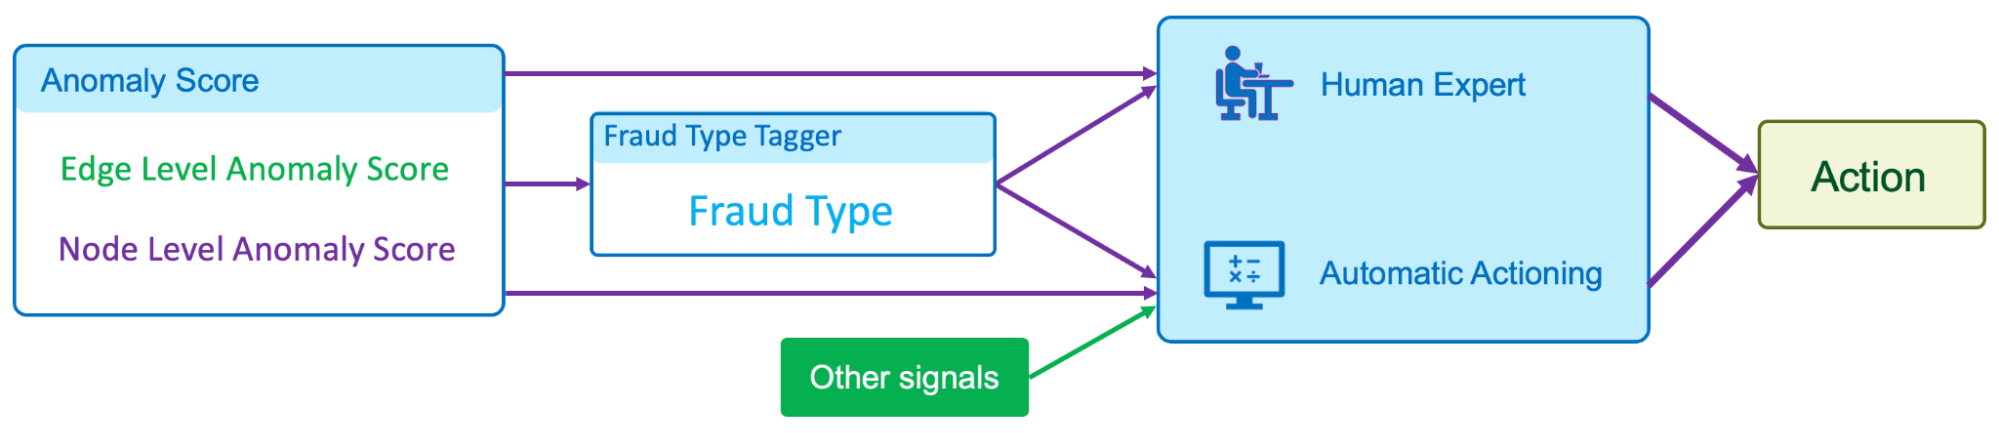 Anomaly Score
Edge Level Anomaly Score
Node Level Anomaly Score
Fraud Type Tagger
Fraud Type
Other signals
Human Expert
Automatic Actioning
Action